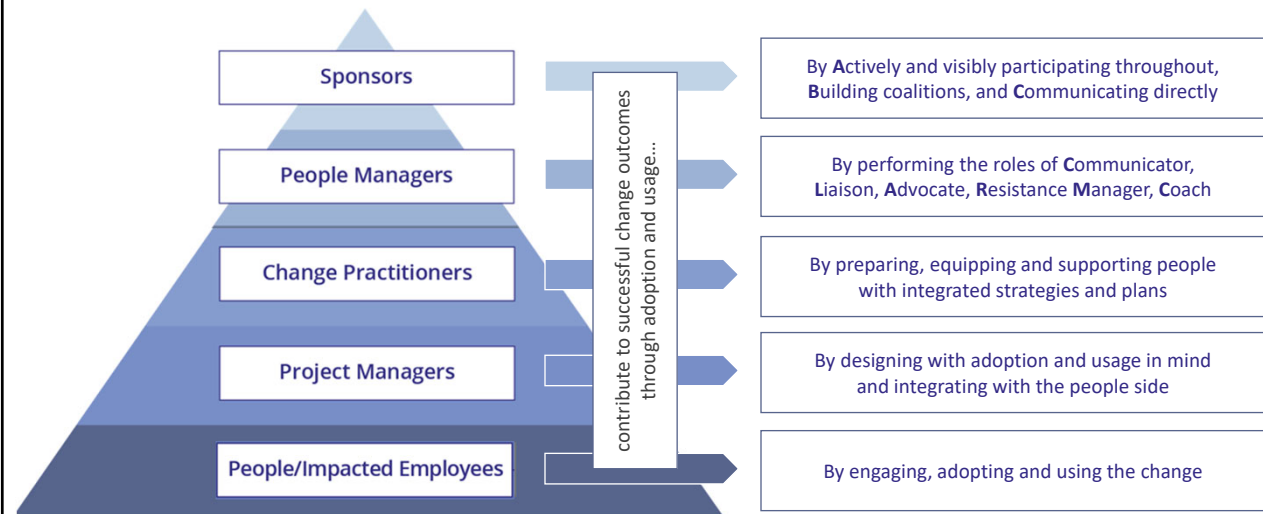 Sponsors
By Actively and visibly participating throughout,
Building coalitions, and Communicating directly
People Managers
By performing the roles of Communicator,
Liaison, Advocate, Resistance Manager, Coach
Change Practitioners
By preparing, equipping and supporting people
with integrated strategies and plans
Project Managers
By designing with adoption and usage in mind
and integrating with the people side
People/Impacted Employees
By engaging, adopting and using the change
contribute to successful change outcomes
through adoption and usage...